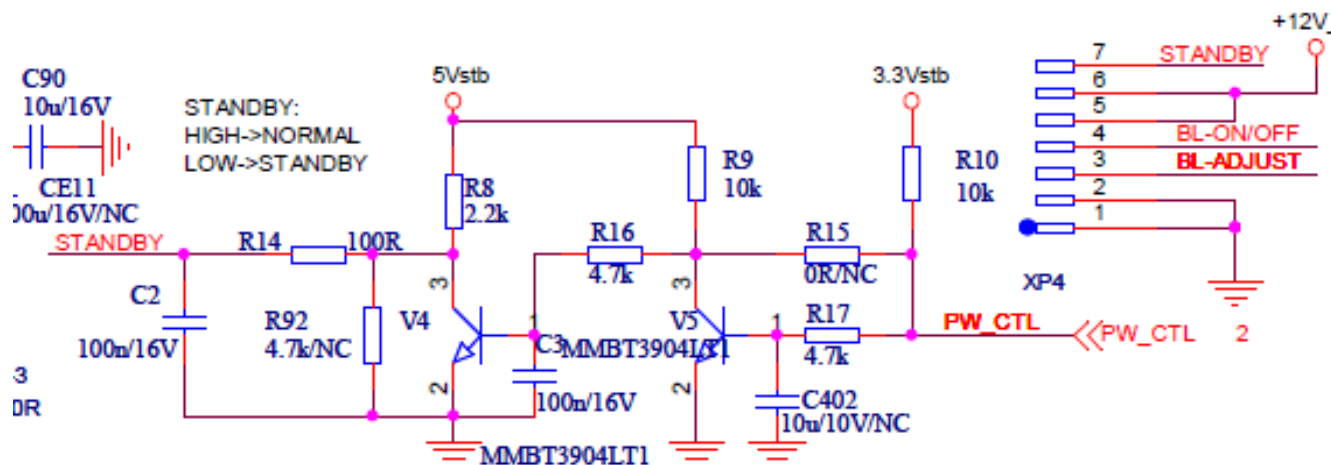 +12V_
C90
10u/16V
STANDBY:
HIGH->NORMAL
LOW->STANDBY
5Vstb
3.3Vstb
7
STANDBY
6
5
4
BL-ON/OFF
3
BL-ADJUST
2
1
CE11
00u/16V/NC
R8
2.2k
R9
10k
R10
10k
STANDBY
R14
100R
R16
4.7k
R15
0R/NC
XP4
C2
100n/16V
R92
4.7k/NC
3
V4
1
2
C3
100n/16V
3
V5
1
2
MMBT3904LT1
R17
4.7k
PW_CTL
PW_CTL
2
C402
10u/10V/NC
3
0R
MMBT3904LT1